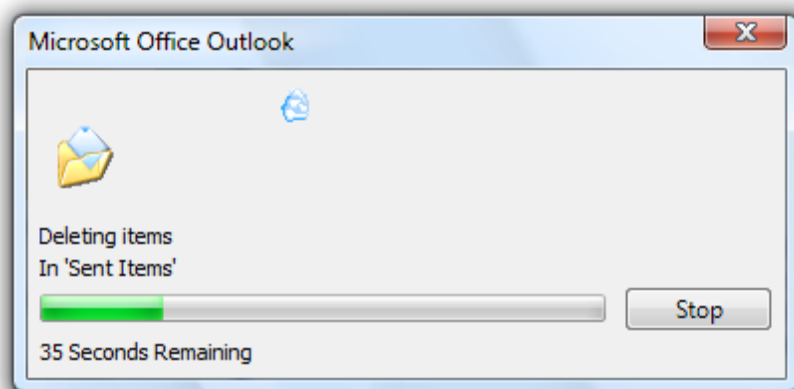 Microsoft Office Outlook
Deleting items
In 'Sent Items'
Stop
35 Seconds Remaining